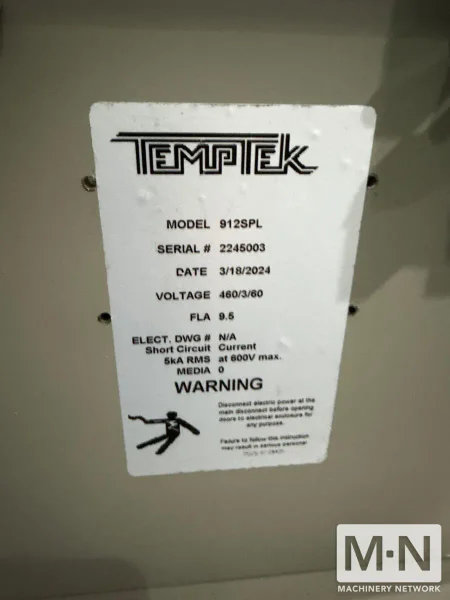 TEMPTEK
MODEL 912SPL
SERIAL # 2245003
DATE 3/18/2024
VOLTAGE 460/3/60
FLA 9.5
ELECT. DWG # N/A
Short Circuit Current
5kA RMS at 600V max.
MEDIA 0
WARNING
Disconnect electric power at the
main disconnect before opening
doors to electrical enclosure for
any purpose.
Failure to follow this instruction
may result in serious personal
M·N
MACHINERY NETWORK